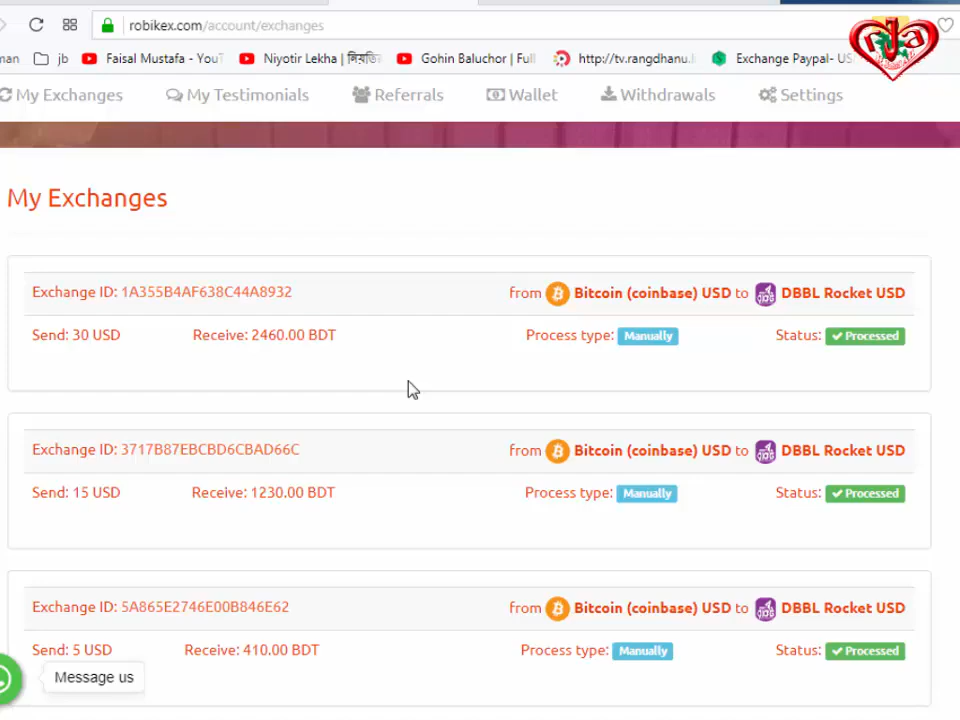 robikex.com/account/exchanges
jb Faisal Mustafa - You Niyotir Lekha | Gohin Baluchor | Full http://tv.rangdhanu. Exchange Paypal- US
My Exchanges My Testimonials Referrals Wallet Withdrawals Settings
My Exchanges
Exchange ID: 1A355B4AF638C44A8932 from Bitcoin (coinbase) USD to DBBL Rocket USD
Send: 30 USD Receive: 2460.00 BDT Process type: Manually Status: Processed
Exchange ID: 3717B87EBCBD6CBAD66C from Bitcoin (coinbase) USD to DBBL Rocket USD
Send: 15 USD Receive: 1230.00 BDT Process type: Manually Status: Processed
Exchange ID: 5A865E2746E00B846E62 from Bitcoin (coinbase) USD to DBBL Rocket USD
Send: 5 USD Receive: 410.00 BDT Process type: Manually Status: Processed
Message us